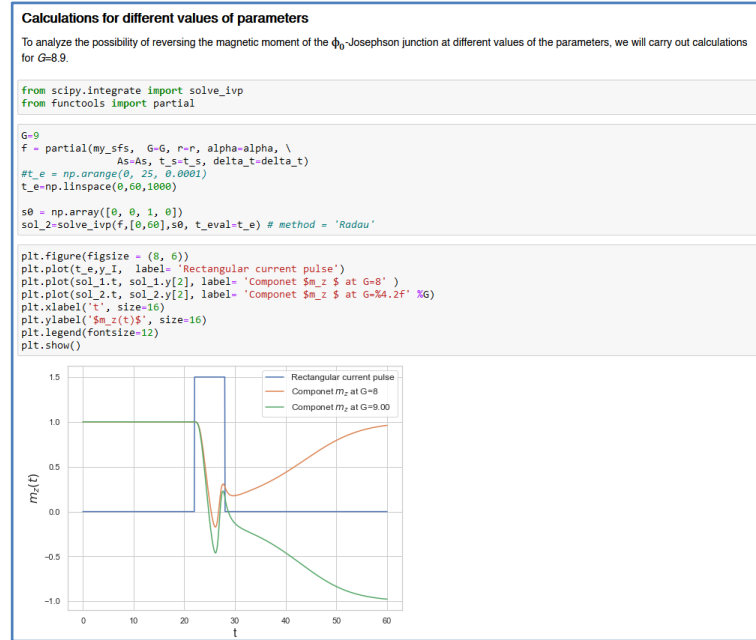 Calculations for different values of parameters
To analyze the possibility of reversing the magnetic moment of the ϕ₀-Josephson junction at different values of the parameters, we will carry out calculations
for G=8.9.
from scipy.integrate import solve_ivp
from functools import partial
G=9
f = partial(my_sfs, G=G, r=r, alpha=alpha, \
As=As, t_s=t_s, delta_t=delta_t)
#t_e = np.arange(0, 25, 0.0001)
t_e=np.linspace(0,60,1000)
s0 = np.array([0, 0, 1, 0])
sol_2=solve_ivp(f,[0,60],s0, t_eval=t_e) # method = 'Radau'
plt.figure(figsize = (8, 6))
plt.plot(t_e,y_I, label= 'Rectangular current pulse')
plt.plot(sol_1.t, sol_1.y[2], label= 'Componet $m_z $ at G=8' )
plt.plot(sol_2.t, sol_2.y[2], label= 'Componet $m_z $ at G=%4.2f' %G)
plt.xlabel('t', size=16)
plt.ylabel('$m_z(t)$', size=16)
plt.legend(fontsize=12)
plt.show()
Rectangular current pulse
Componet m_z at G=8
Componet m_z at G=9.00
1.5
1.0
0.5
0.0
−0.5
−1.0
m_z(t)
0 10 20 30 40 50 60
t